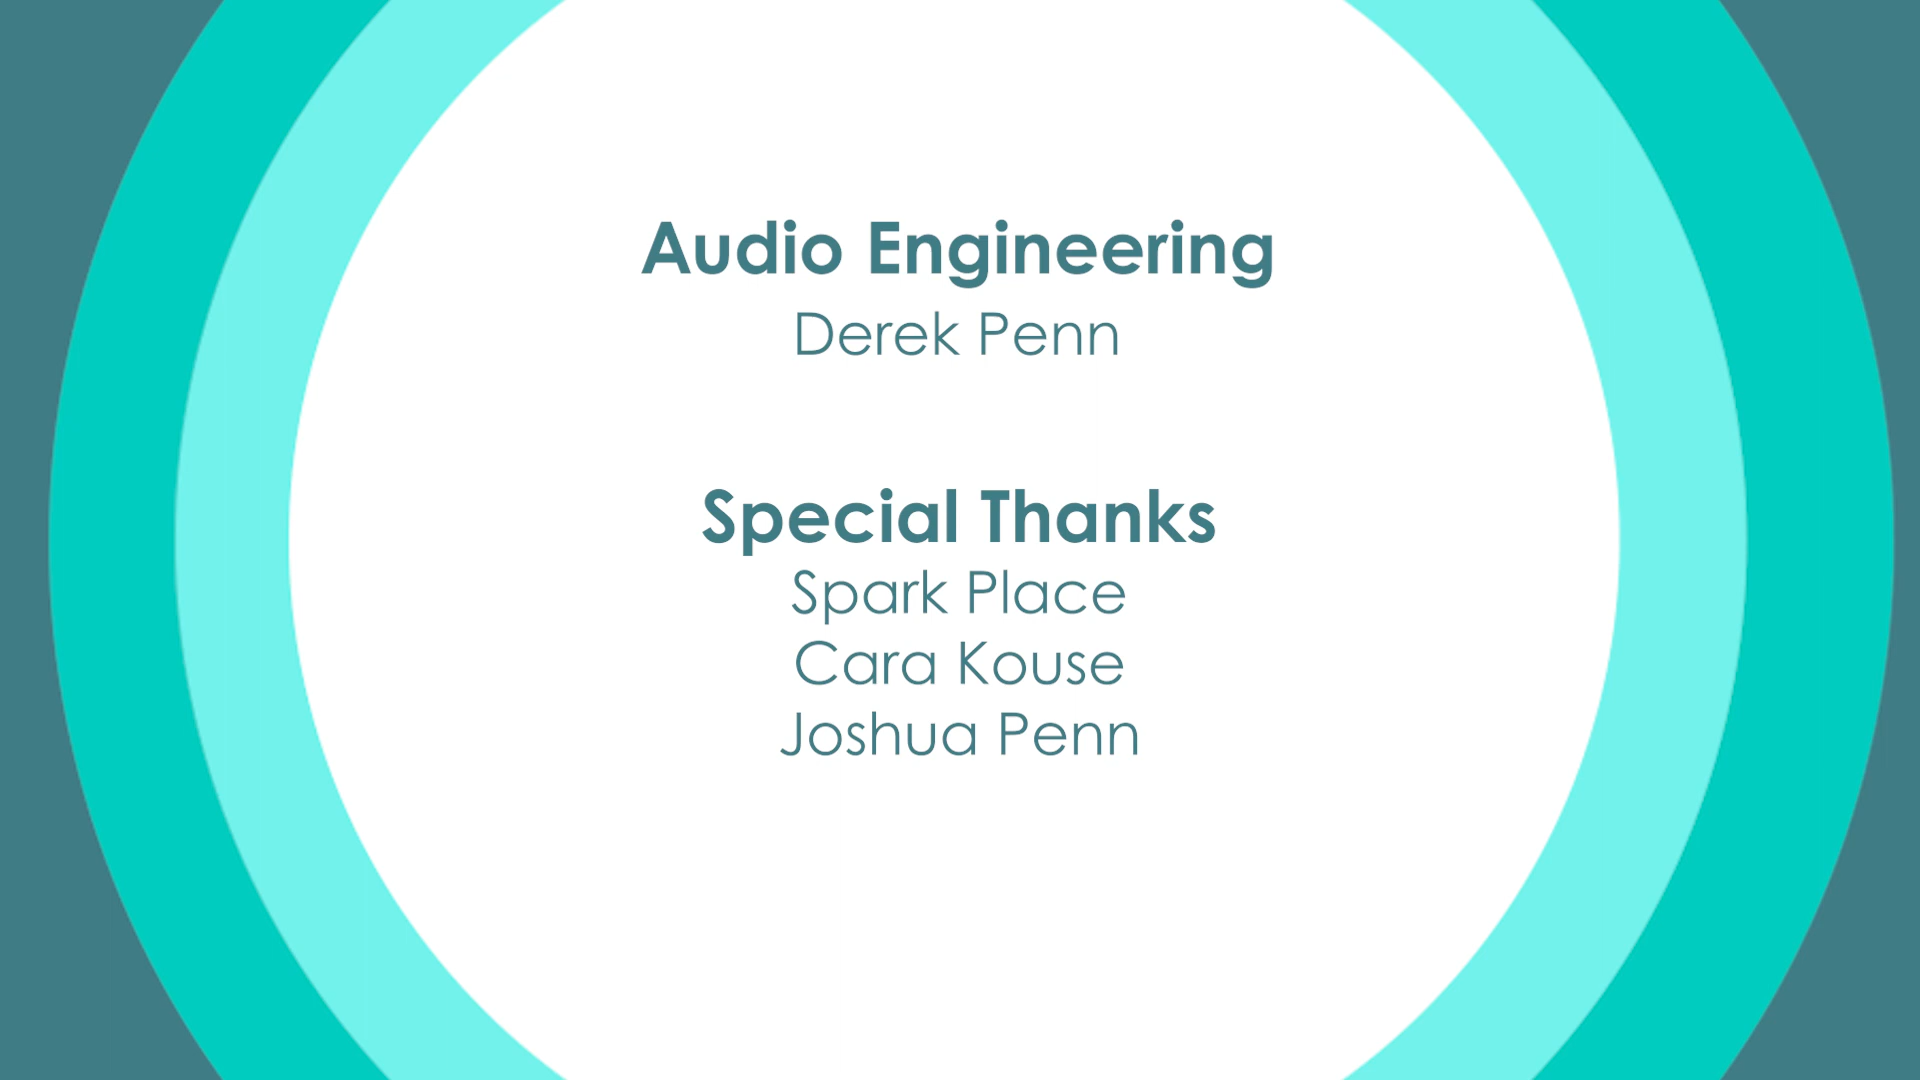 Audio Engineering
Derek Penn
Special Thanks
Spark Place
Cara Kouse
Joshua Penn